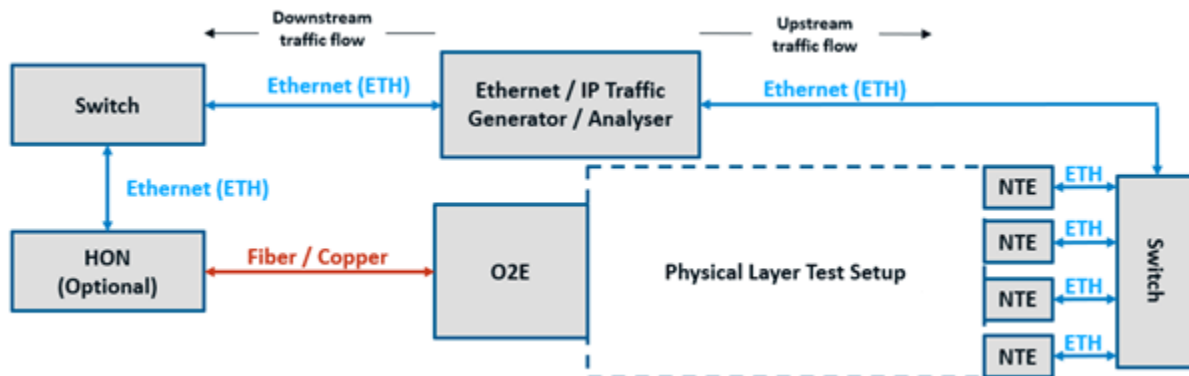 Downstream
traffic flow
Upstream
traffic flow
Switch
Ethernet (ETH)
Ethernet / IP Traffic
Generator / Analyser
Ethernet (ETH)
Ethernet (ETH)
NTE
ETH
NTE
ETH
NTE
ETH
NTE
ETH
Switch
HON
(Optional)
Fiber / Copper
O2E
Physical Layer Test Setup